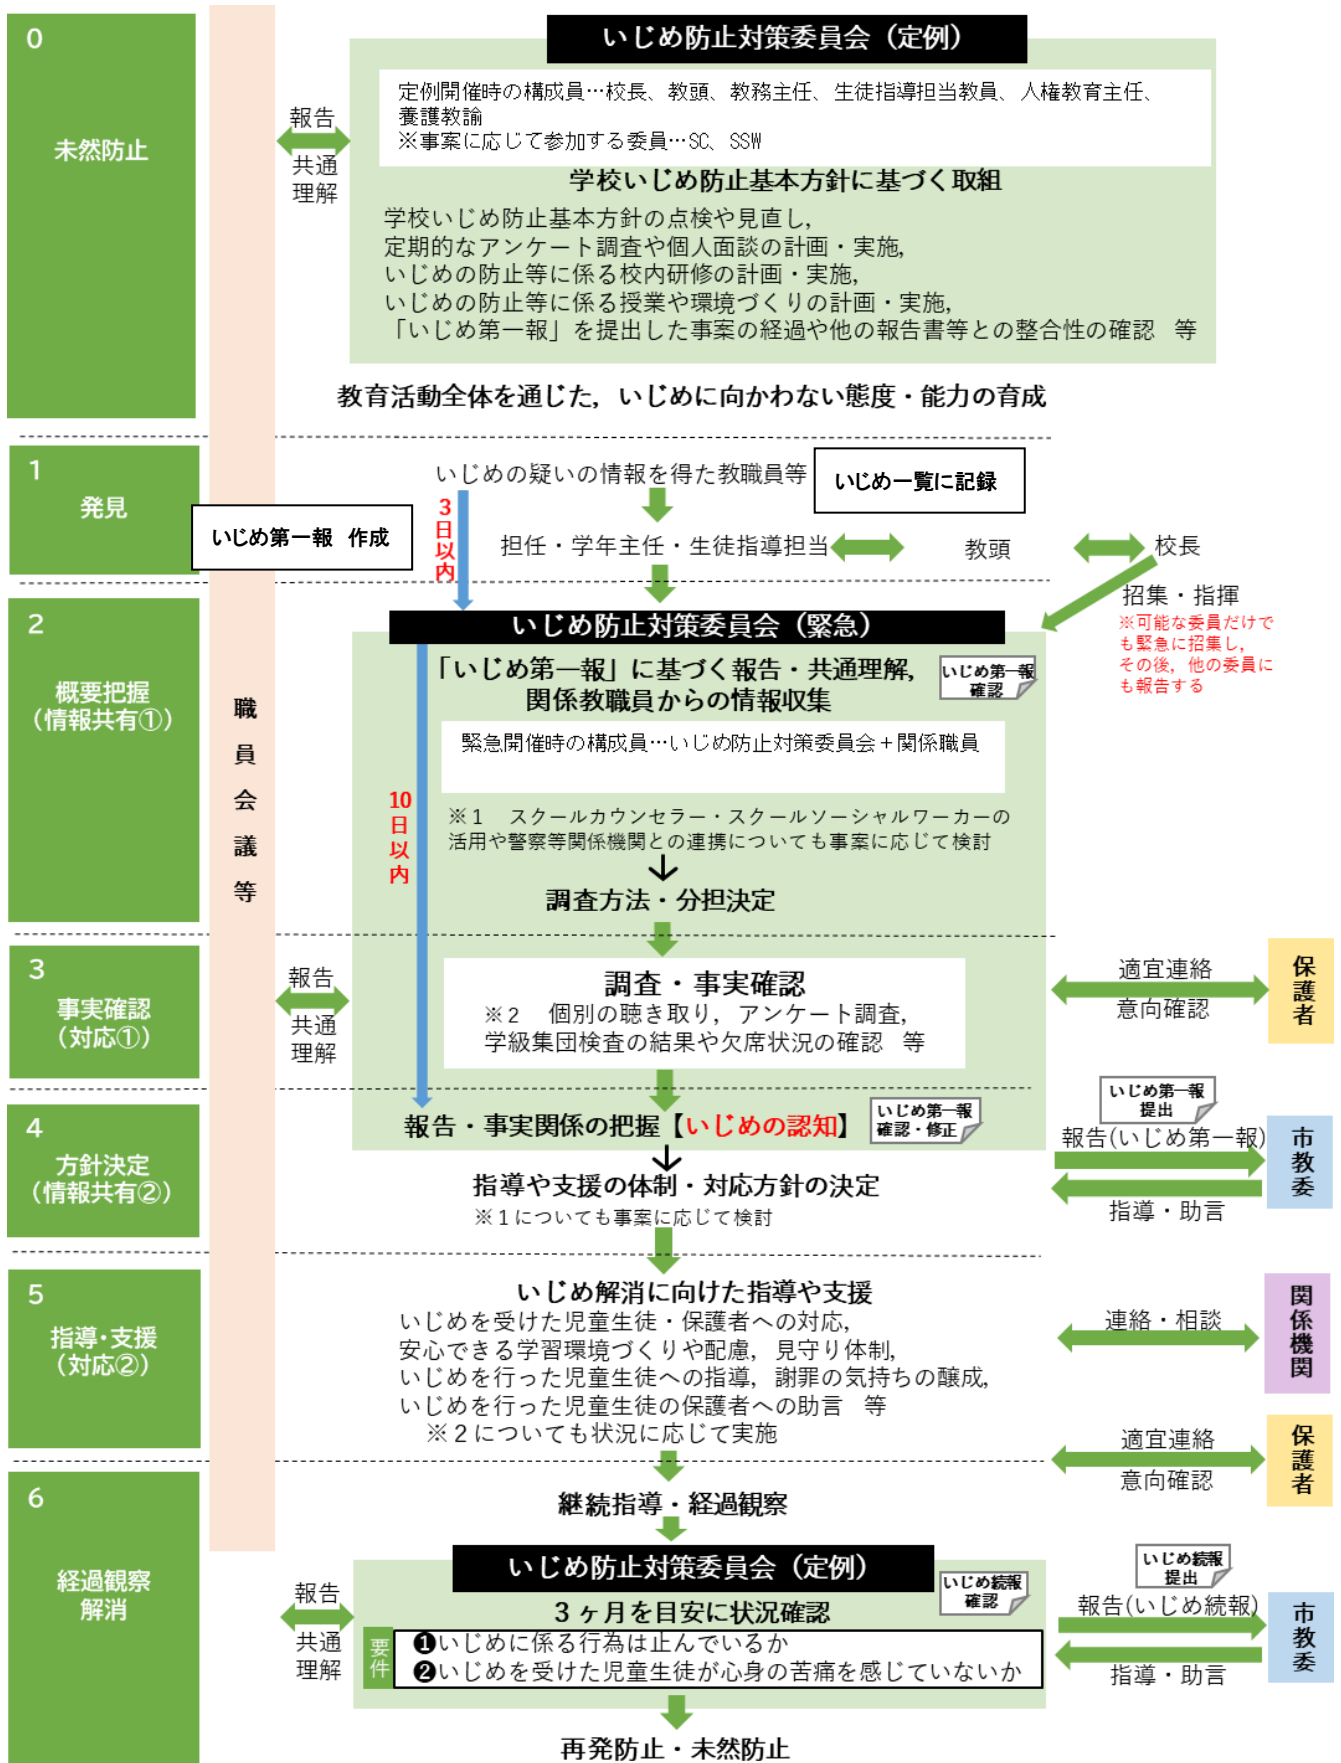 0
未然防止
報告
共通
理解
いじめ防止対策委員会（定例）
定例開催時の構成員…校長、教頭、教務主任、生徒指導担当教員、人権教育主任、
養護教諭
※事案に応じて参加する委員…SC、SSW
学校いじめ防止基本方針に基づく取組
学校いじめ防止基本方針の点検や見直し，
定期的なアンケート調査や個人面談の計画・実施，
いじめの防止等に係る校内研修の計画・実施，
いじめの防止等に係る授業や環境づくりの計画・実施，
「いじめ第一報」を提出した事案の経過や他の報告書等との整合性の確認　等
教育活動全体を通じた，いじめに向かわない態度・能力の育成
1
発見
いじめ第一報　作成
いじめの疑いの情報を得た教職員等
いじめ一覧に記録
3日以内
担任・学年主任・生徒指導担当
教頭
校長
招集・指揮
※可能な委員だけで
も緊急に招集し，
その後，他の委員に
も報告する
2
概要把握
（情報共有①）
職員会議等
いじめ防止対策委員会（緊急）
「いじめ第一報」に基づく報告・共通理解，
関係教職員からの情報収集
いじめ第一報
確認
緊急開催時の構成員…いじめ防止対策委員会＋関係職員
10日以内
※1　スクールカウンセラー・スクールソーシャルワーカーの
活用や警察等関係機関との連携についても事案に応じて検討
調査方法・分担決定
3
事実確認
（対応①）
報告
共通
理解
調査・事実確認
※2　個別の聴き取り，アンケート調査，
学級集団検査の結果や欠席状況の確認　等
適宜連絡
意向確認
保護者
4
方針決定
（情報共有②）
報告・事実関係の把握【いじめの認知】
いじめ第一報
確認・修正
指導や支援の体制・対応方針の決定
※1についても事案に応じて検討
いじめ第一報
提出
報告(いじめ第一報)
指導・助言
市教委
5
指導・支援
（対応②）
いじめ解消に向けた指導や支援
いじめを受けた児童生徒・保護者への対応，
安心できる学習環境づくりや配慮，見守り体制，
いじめを行った児童生徒への指導，謝罪の気持ちの醸成，
いじめを行った児童生徒の保護者への助言　等
※2についても状況に応じて実施
連絡・相談
関係機関
適宜連絡
意向確認
保護者
6
経過観察
解消
継続指導・経過観察
報告
共通
理解
いじめ防止対策委員会（定例）
3ヶ月を目安に状況確認
いじめ続報
確認
要件
❶いじめに係る行為は止んでいるか
❷いじめを受けた児童生徒が心身の苦痛を感じていないか
いじめ続報
提出
報告(いじめ続報)
指導・助言
市教委
再発防止・未然防止